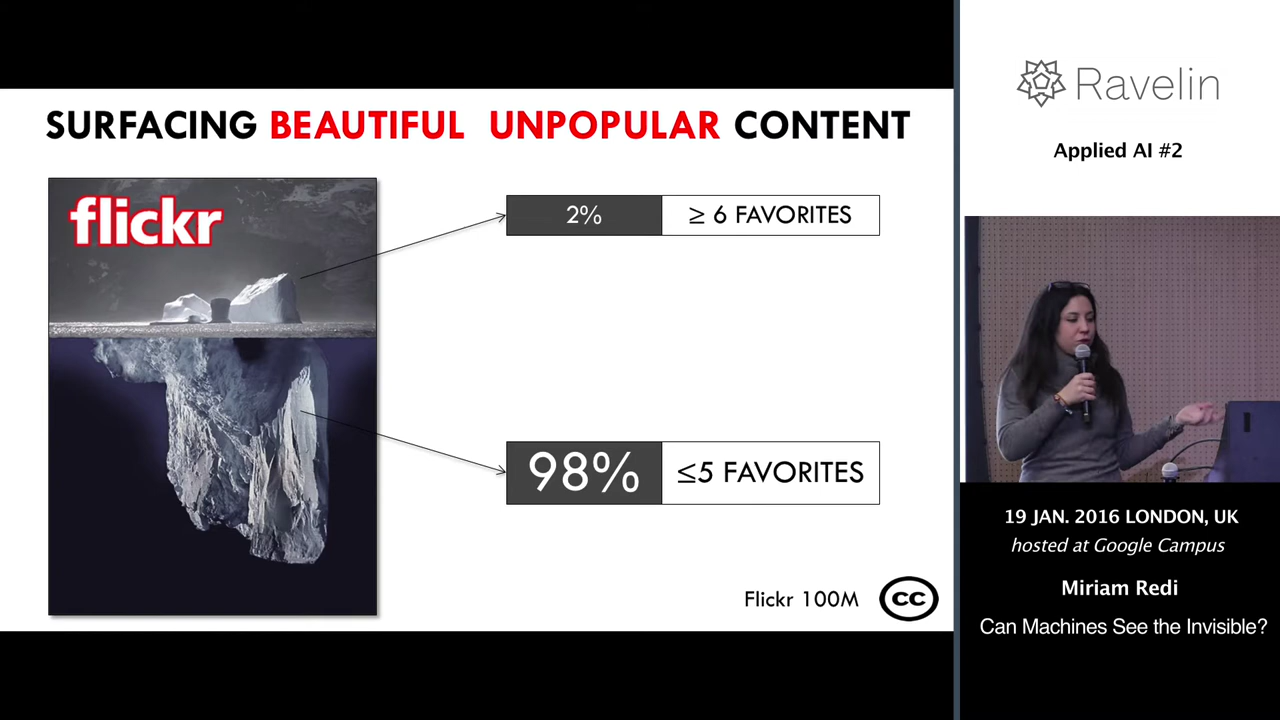 SURFACING BEAUTIFUL UNPOPULAR CONTENT
flickr
2% ≥ 6 FAVORITES
98% ≤5 FAVORITES
Flickr 100M cc
Ravelin
Applied AI #2
19 JAN. 2016 LONDON, UK
hosted at Google Campus
Miriam Redi
Can Machines See the Invisible?